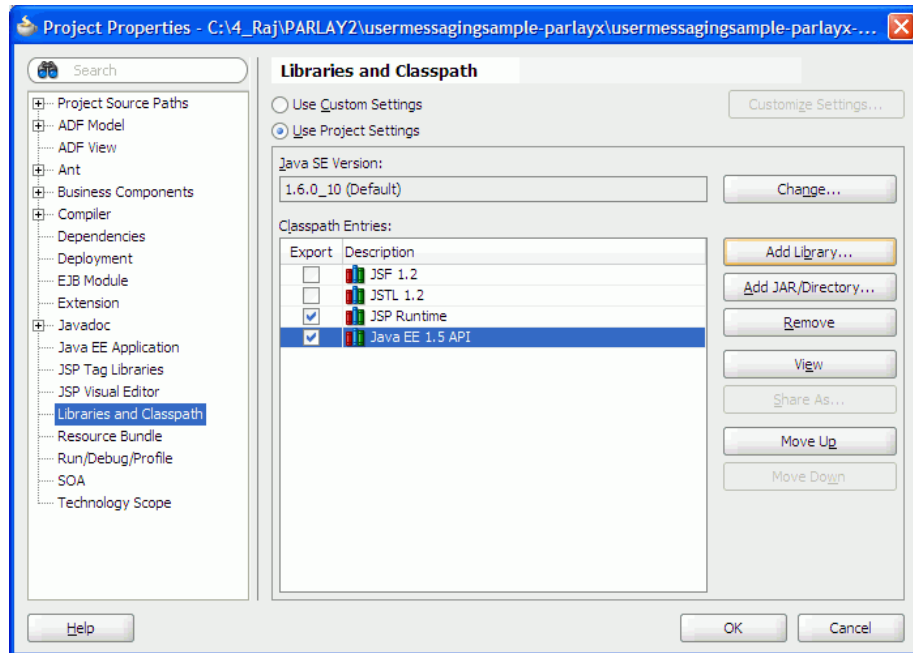 Project Properties - C:\4_Raj\PARLAY2\usermessagingsample-parlayx\usermessagingsample-parlayx-...
Search
Project Source Paths
ADF Model
ADF View
Ant
Business Components
Compiler
Dependencies
Deployment
EJB Module
Extension
Javadoc
Java EE Application
JSP Tag Libraries
JSP Visual Editor
Libraries and Classpath
Resource Bundle
Run/Debug/Profile
SOA
Technology Scope
Libraries and Classpath
Use Custom Settings
Customize Settings...
Use Project Settings
Java SE Version:
1.6.0_10 (Default)
Change...
Classpath Entries:
Export Description
JSF 1.2
JSTL 1.2
JSP Runtime
Java EE 1.5 API
Add Library...
Add JAR/Directory...
Remove
View
Share As...
Move Up
Move Down
Help
OK
Cancel